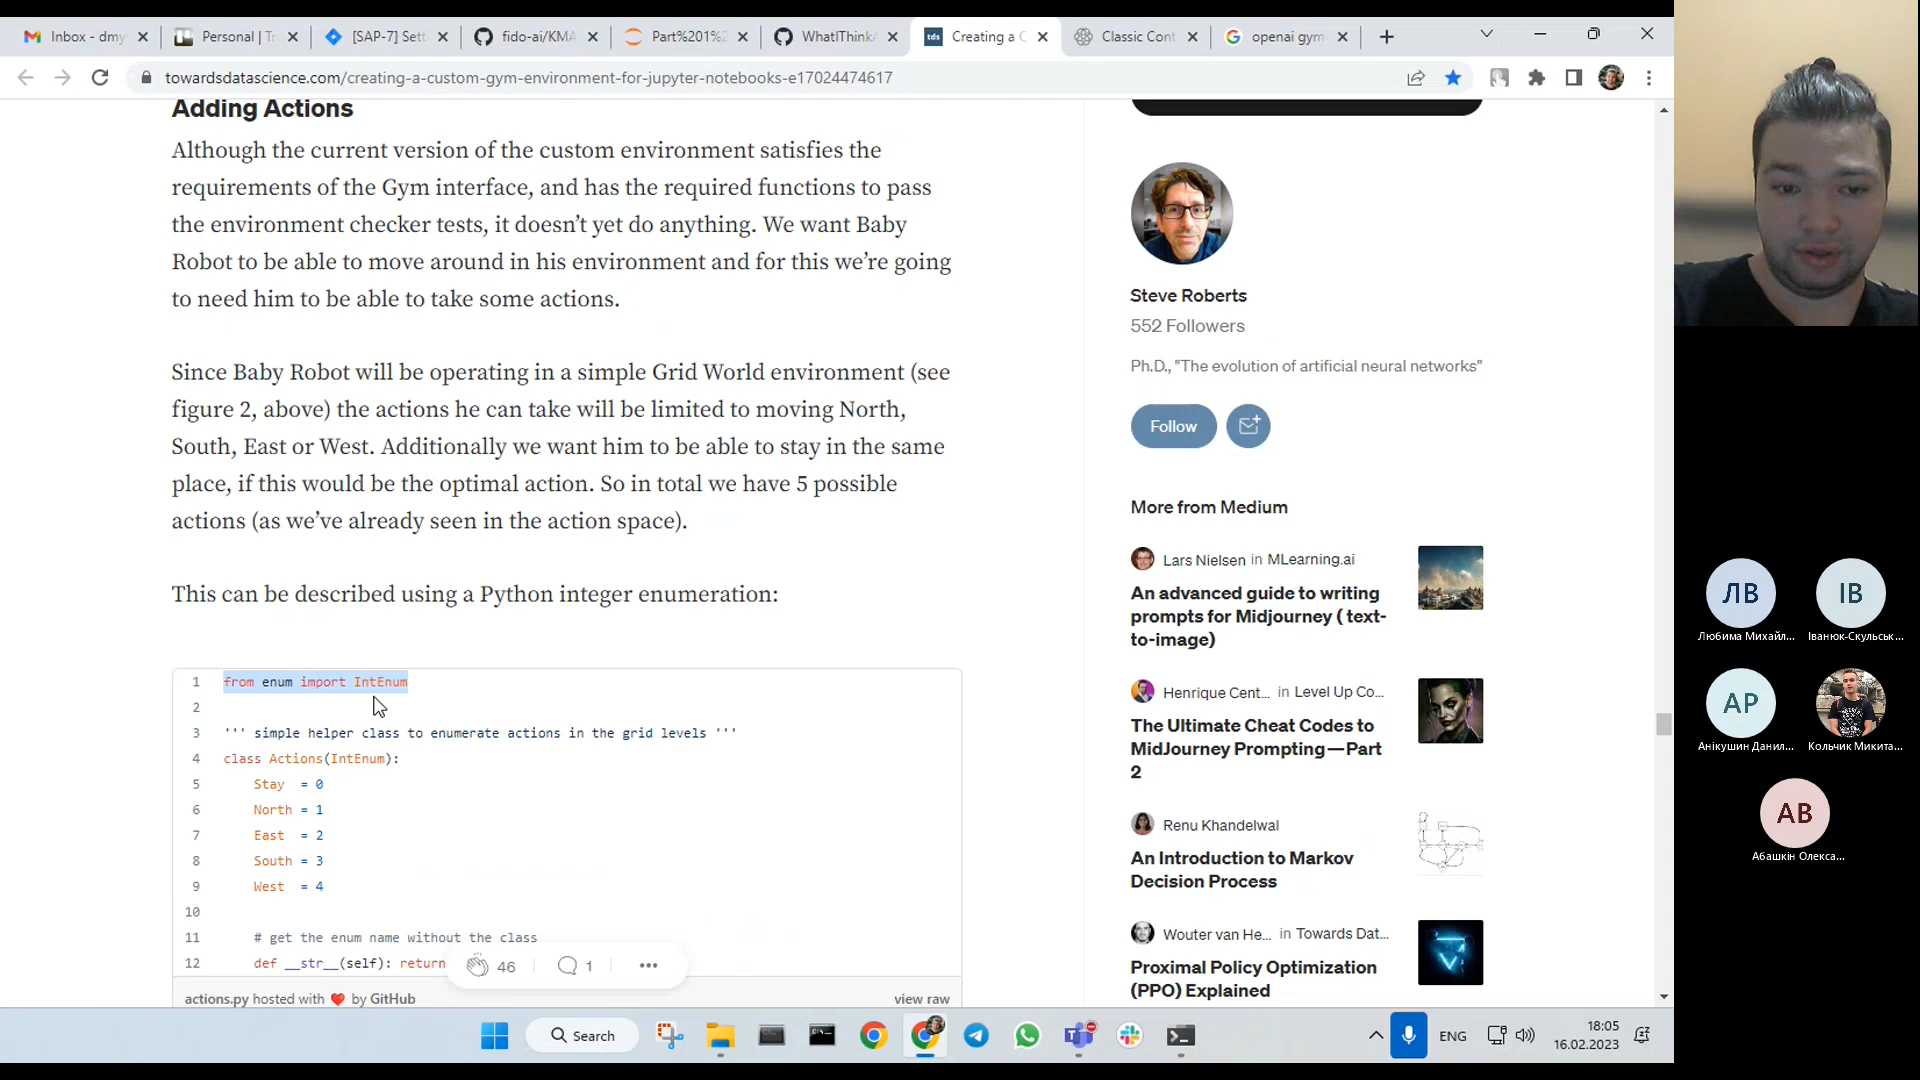 Inbox - dmy
Personal | Tr
[SAP-7] Sett
fido-ai/KMA
Part%201%2
WhatIThink
tds
Creating a C
Classic Cont
openai gym
towardsdatascience.com/creating-a-custom-gym-environment-for-jupyter-notebooks-e17024474617
Adding Actions
Although the current version of the custom environment satisfies the
requirements of the Gym interface, and has the required functions to pass
the environment checker tests, it doesn’t yet do anything. We want Baby
Robot to be able to move around in his environment and for this we’re going
to need him to be able to take some actions.
Since Baby Robot will be operating in a simple Grid World environment (see
figure 2, above) the actions he can take will be limited to moving North,
South, East or West. Additionally we want him to be able to stay in the same
place, if this would be the optimal action. So in total we have 5 possible
actions (as we’ve already seen in the action space).
This can be described using a Python integer enumeration:
1 from enum import IntEnum
2
3 ''' simple helper class to enumerate actions in the grid levels '''
4 class Actions(IntEnum):
5 Stay = 0
6 North = 1
7 East = 2
8 South = 3
9 West = 4
10
11 # get the enum name without the class
12 def __str__(self): return
46
1
actions.py hosted with ❤ by GitHub
view raw
Steve Roberts
552 Followers
Ph.D., "The evolution of artificial neural networks"
Follow
More from Medium
Lars Nielsen in MLearning.ai
An advanced guide to writing
prompts for Midjourney ( text-
to-image)
Henrique Cent... in Level Up Co...
The Ultimate Cheat Codes to
MidJourney Prompting — Part
2
Renu Khandelwal
An Introduction to Markov
Decision Process
Wouter van He... in Towards Dat...
Proximal Policy Optimization
(PPO) Explained
ЛВ
Любима Михайл...
ІВ
Іванюк-Скульськ...
АР
Анікушин Данил...
Кольчик Микита...
АВ
Абашкін Олекса...
Search
ENG
18:05
16.02.2023